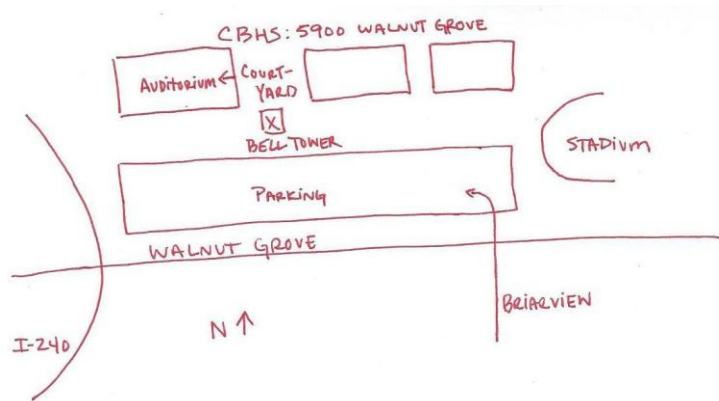 CBHS: 5900 WALNUT GROVE
AUDITORIUM
COURT-
YARD
X
BELL TOWER
STADIUM
PARKING
WALNUT GROVE
BRIARVIEW
N ↑
I-240